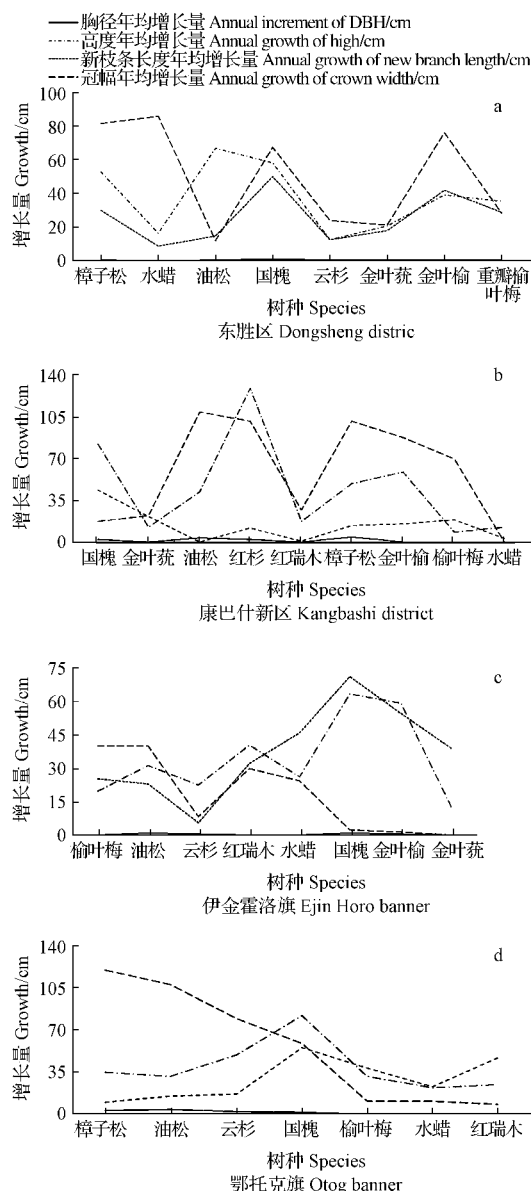 胸径年均增长量 Annual increment of DBH/cm
高度年均增长量 Annual growth of high/cm
新枝条长度年均增长量 Annual growth of new branch length/cm
冠幅年均增长量 Annual growth of crown width/cm
a
增长量 Growth/cm
100
80
60
40
20
0
樟子松 水蜡 油松 国槐 云杉 金叶莸 金叶榆 重瓣榆
叶梅
树种 Species
东胜区 Dongsheng distric
b
增长量 Growth/cm
140
105
70
35
0
国槐 金叶莸 油松 红杉 红瑞木 樟子松 金叶榆 榆叶梅 水蜡
树种 Species
康巴什新区 Kangbashi district
c
增长量 Growth/cm
75
60
45
30
15
0
榆叶梅 油松 云杉 红瑞木 水蜡 国槐 金叶榆 金叶莸
树种 Species
伊金霍洛旗 Ejin Horo banner
d
增长量 Growth/cm
140
105
70
35
0
樟子松 油松 云杉 国槐 榆叶梅 水蜡 红瑞木
树种 Species
鄂托克旗 Otog banner